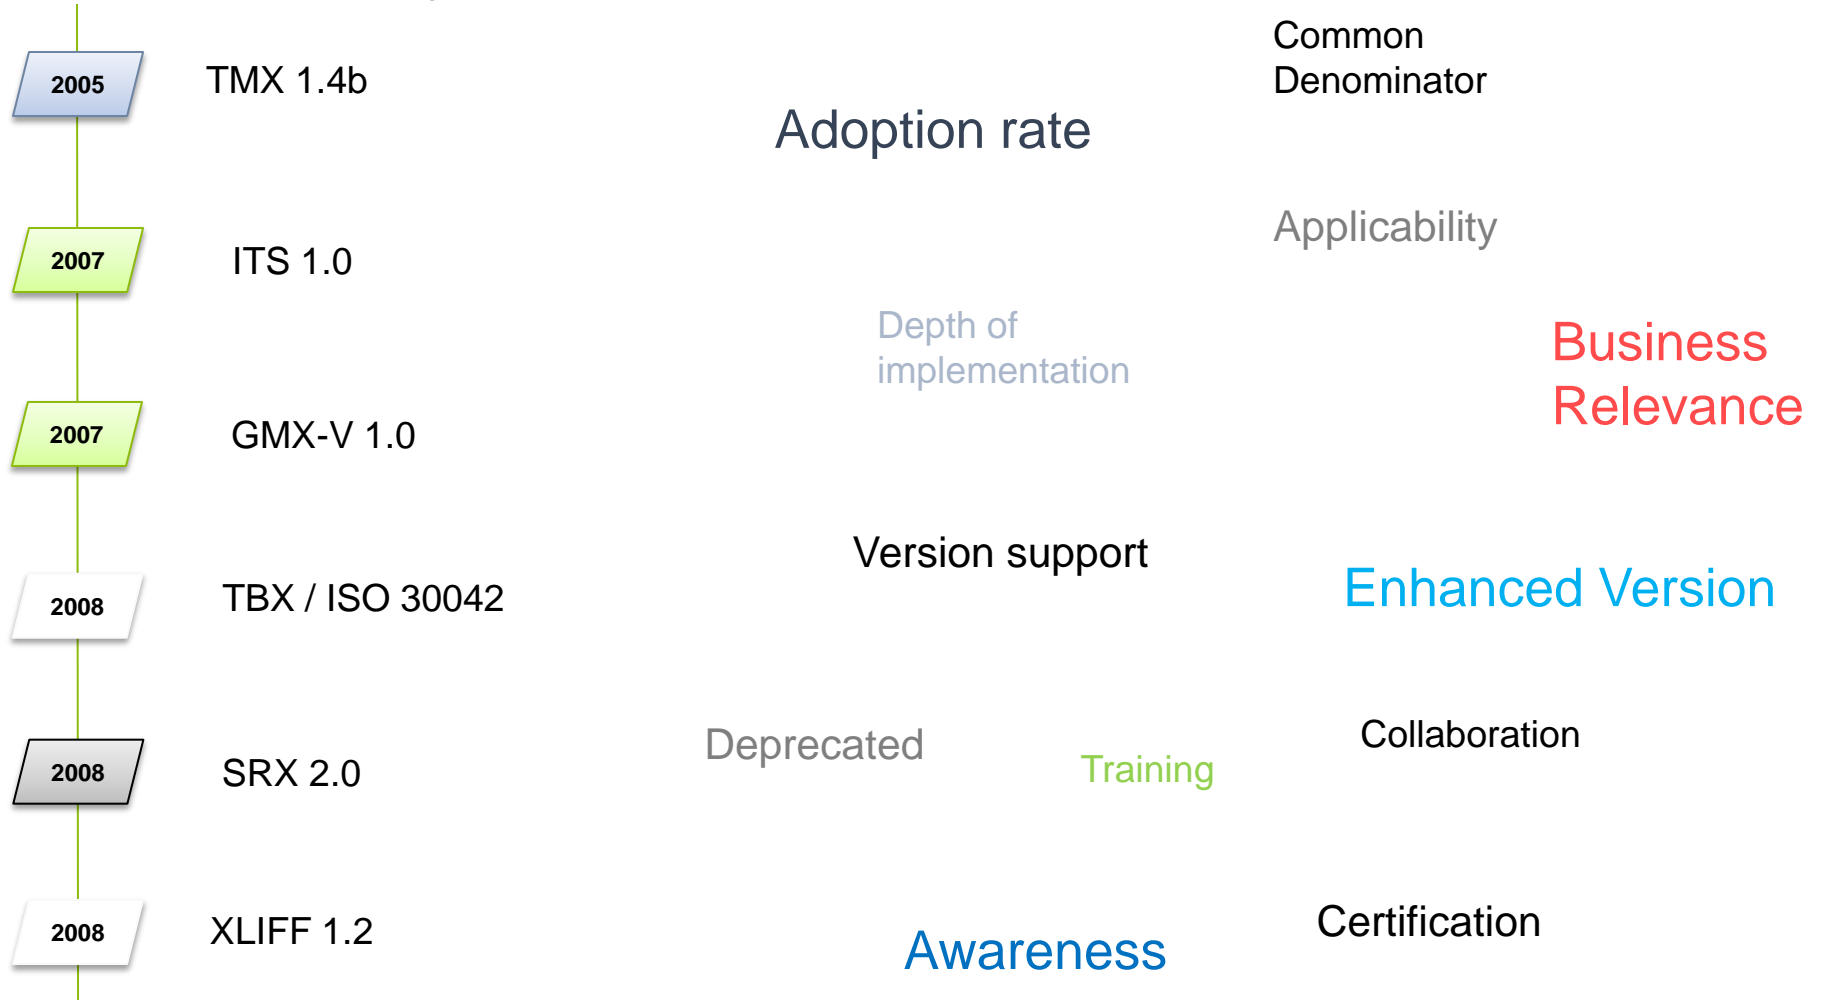 2005
TMX 1.4b
2007
ITS 1.0
2007
GMX-V 1.0
2008
TBX / ISO 30042
2008
SRX 2.0
2008
XLIFF 1.2
Common
Denominator
Adoption rate
Applicability
Depth of
implementation
Business
Relevance
Version support
Enhanced Version
Deprecated
Training
Collaboration
Awareness
Certification